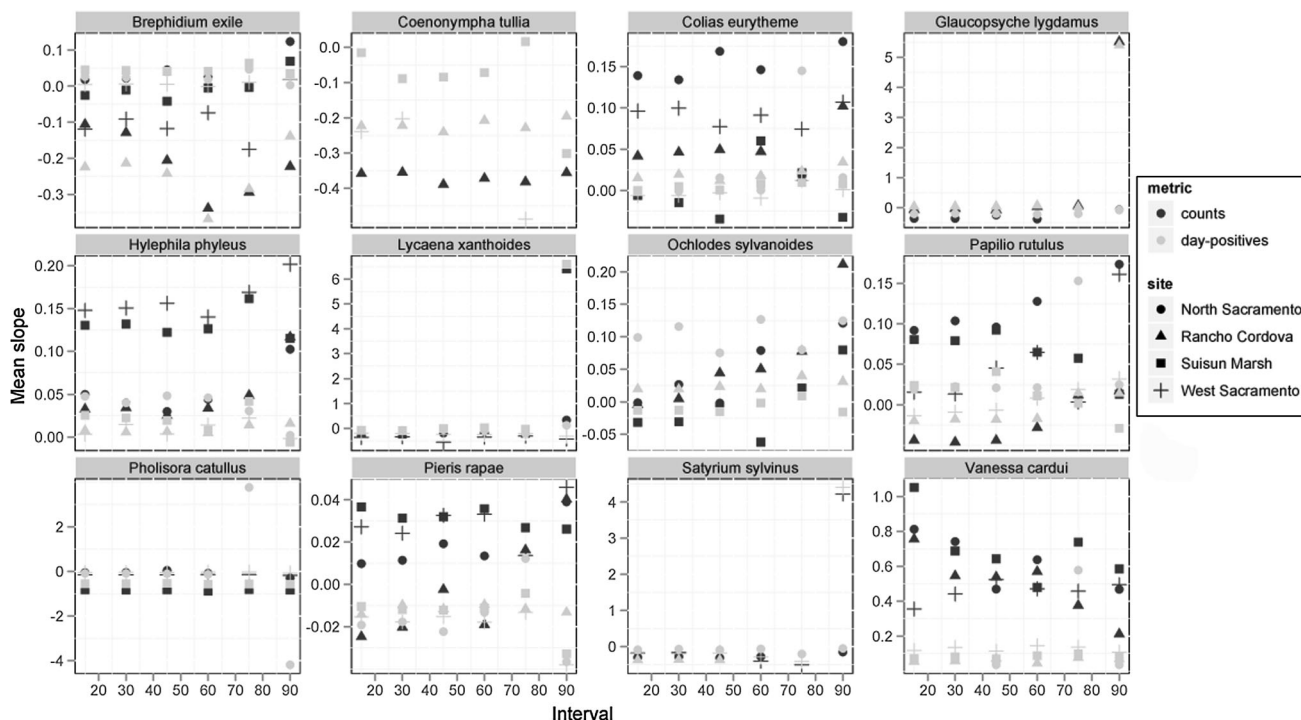 Brephidium exile
Coenonympha tullia
Colias eurytheme
Glaucopsyche lygdamus
0.1
0.0
-0.1
-0.2
-0.3
0.0
-0.1
-0.2
-0.3
-0.4
0.15
0.10
0.05
0.00
5
4
3
2
1
0
Hylephila phyleus
Lycaena xanthoides
Ochlodes sylvanoides
Papilio rutulus
0.20
0.15
0.10
0.05
0.00
6
5
4
3
2
1
0
0.20
0.15
0.10
0.05
0.00
-0.05
0.15
0.10
0.05
0.00
Pholisora catullus
Pieris rapae
Satyrium sylvinus
Vanessa cardui
2
0
-2
-4
0.04
0.02
0.00
-0.02
4
3
2
1
0
1.0
0.8
0.6
0.4
0.2
20 30 40 50 60 70 80 90
20 30 40 50 60 70 80 90
20 30 40 50 60 70 80 90
20 30 40 50 60 70 80 90
Mean slope
Interval
metric
counts
day-positives
site
North Sacramento
Rancho Cordova
Suisun Marsh
West Sacramento